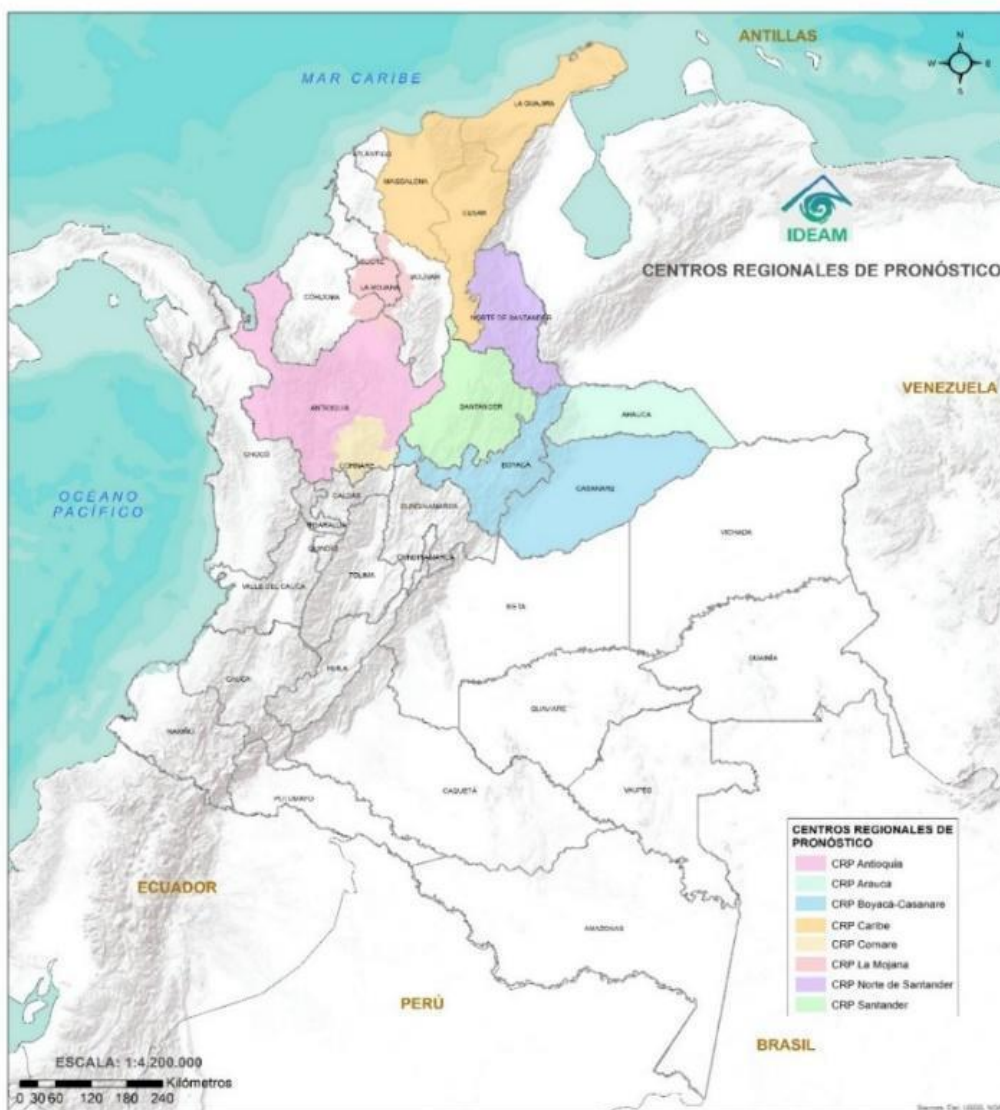 ANTILLAS
N
W
E
S
MAR CARIBE
LA GUAJIRA
ATLÁNTICO
MAGDALENA
CESAR
IDEAM
CENTROS REGIONALES DE PRONÓSTICO
SUCRE
LA MOJANA
BOLÍVAR
CÓRDOBA
NORTE DE SANTANDER
VENEZUELA
ANTIOQUIA
SANTANDER
ARAUCA
CHOCÓ
CORNARE
BOYACÁ
CASANARE
OCÉANO
PACÍFICO
CALDAS
CUNDINAMARCA
RISARALDA
VICHADA
QUINDÍO
CUNDINAMARCA
TOLIMA
VALLE DEL CAUCA
META
HUILA
GUAINÍA
CAUCA
GUAVIARE
NARIÑO
CAQUETÁ
VAUPÉS
PUTUMAYO
ECUADOR
AMAZONAS
PERÚ
BRASIL
CENTROS REGIONALES DE
PRONÓSTICO
CRP Antioquia
CRP Arauca
CRP Boyacá-Casanare
CRP Caribe
CRP Cornare
CRP La Mojana
CRP Norte de Santander
CRP Santander
ESCALA: 1:4.200.000
Kilómetros
0 30 60 120 180 240